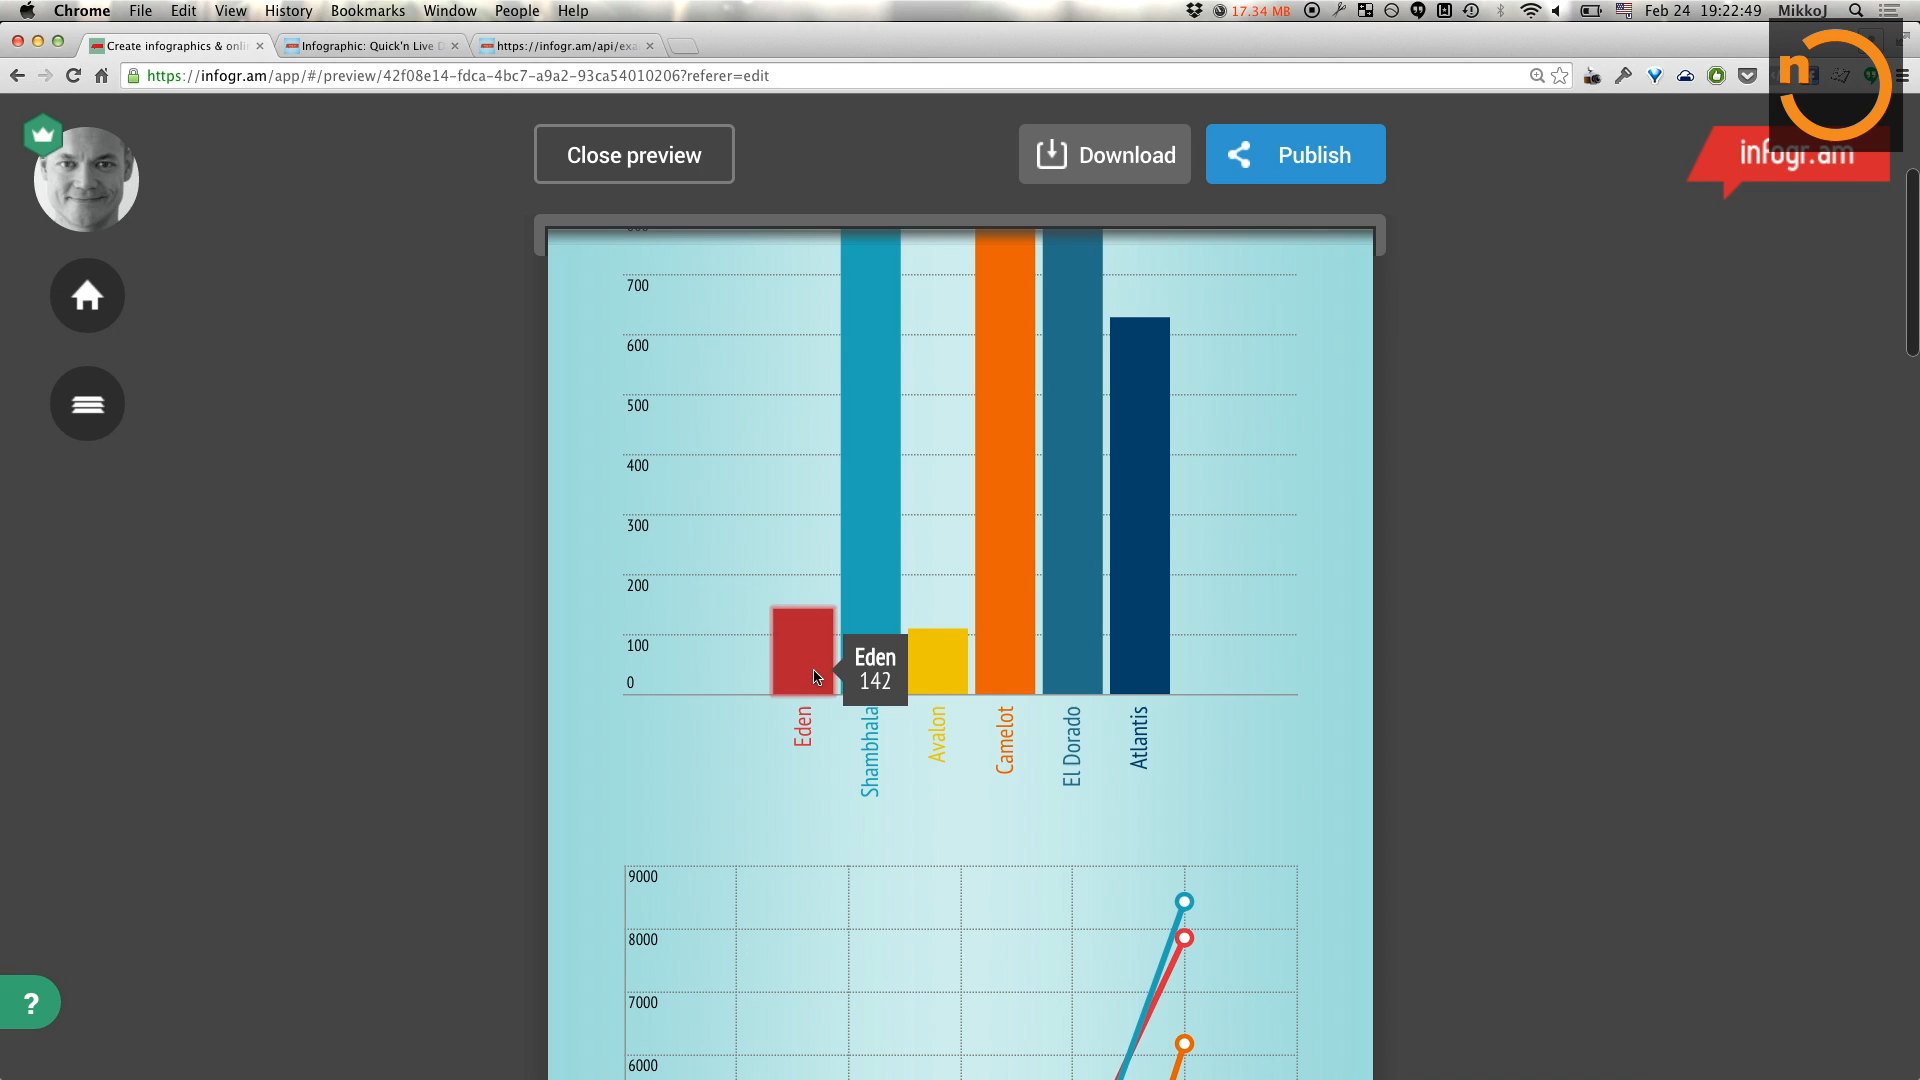 Chrome File Edit View History Bookmarks Window People Help
17.34 MB Feb 24 19:22:49 MikkoJ
Create infographics & onli
Infographic: Quick'n Live D
https://infogr.am/api/exa
https://infogr.am/app/#/preview/42f08e14-fdca-4bc7-a9a2-93ca54010206?referer=edit
n
Close preview
Download
Publish
infogr.am
700
600
500
400
300
200
100
0
Eden
142
Eden
Shambhala
Avalon
Camelot
El Dorado
Atlantis
9000
8000
7000
6000
?